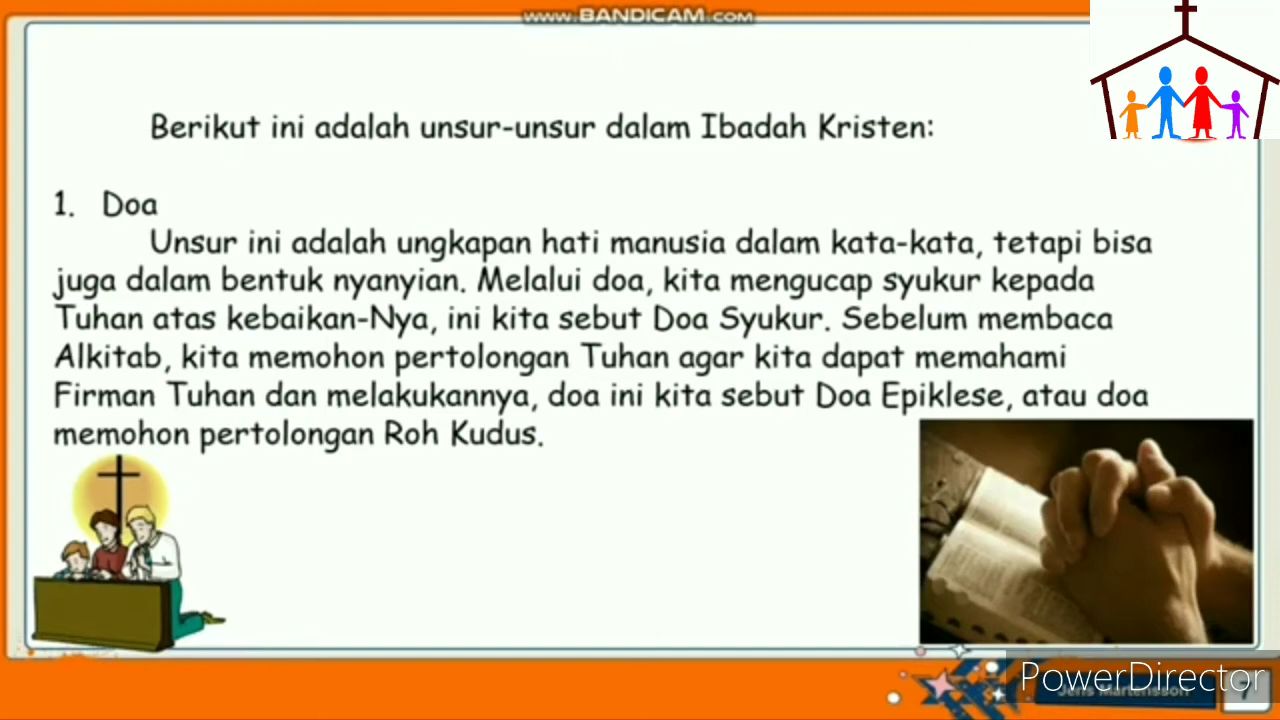 www.BANDICAM.com
Berikut ini adalah unsur-unsur dalam Ibadah Kristen:
1. Doa
Unsur ini adalah ungkapan hati manusia dalam kata-kata, tetapi bisa
juga dalam bentuk nyanyian. Melalui doa, kita mengucap syukur kepada
Tuhan atas kebaikan-Nya, ini kita sebut Doa Syukur. Sebelum membaca
Alkitab, kita memohon pertolongan Tuhan agar kita dapat memahami
Firman Tuhan dan melakukannya, doa ini kita sebut Doa Epiklese, atau doa
memohon pertolongan Roh Kudus.
PowerDirector